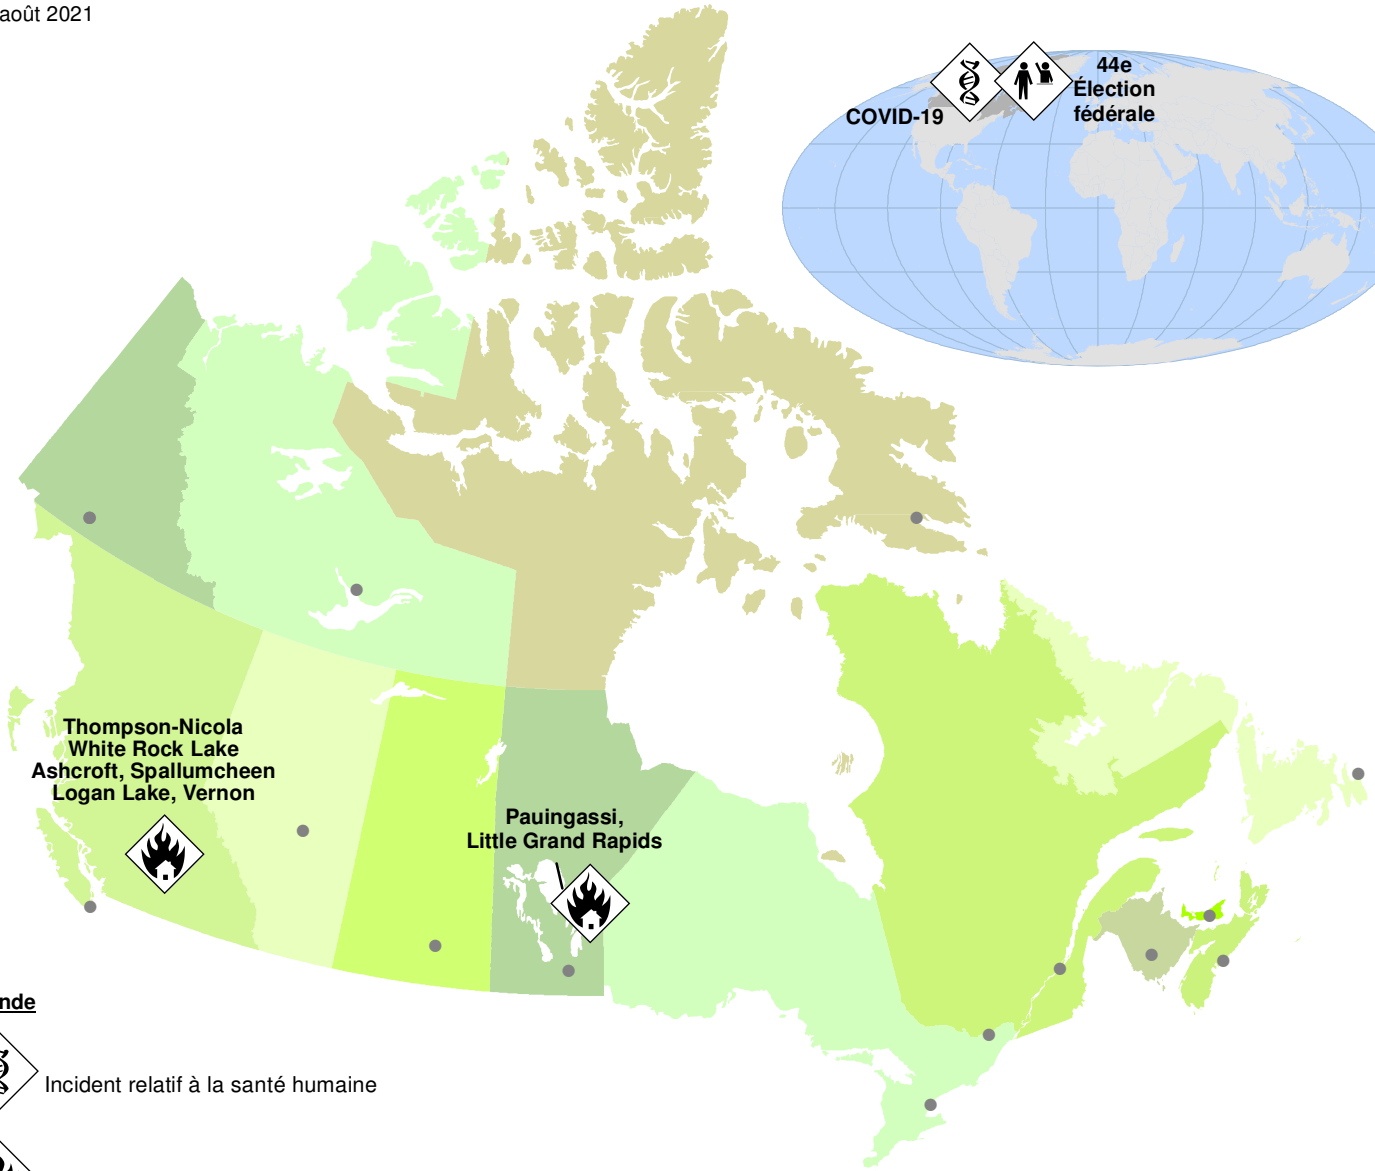 août 2021
44e
Élection
fédérale
COVID-19
Thompson-Nicola
White Rock Lake
Ashcroft, Spallumcheen
Logan Lake, Vernon
Pauingassi,
Little Grand Rapids
nde
Incident relatif à la santé humaine